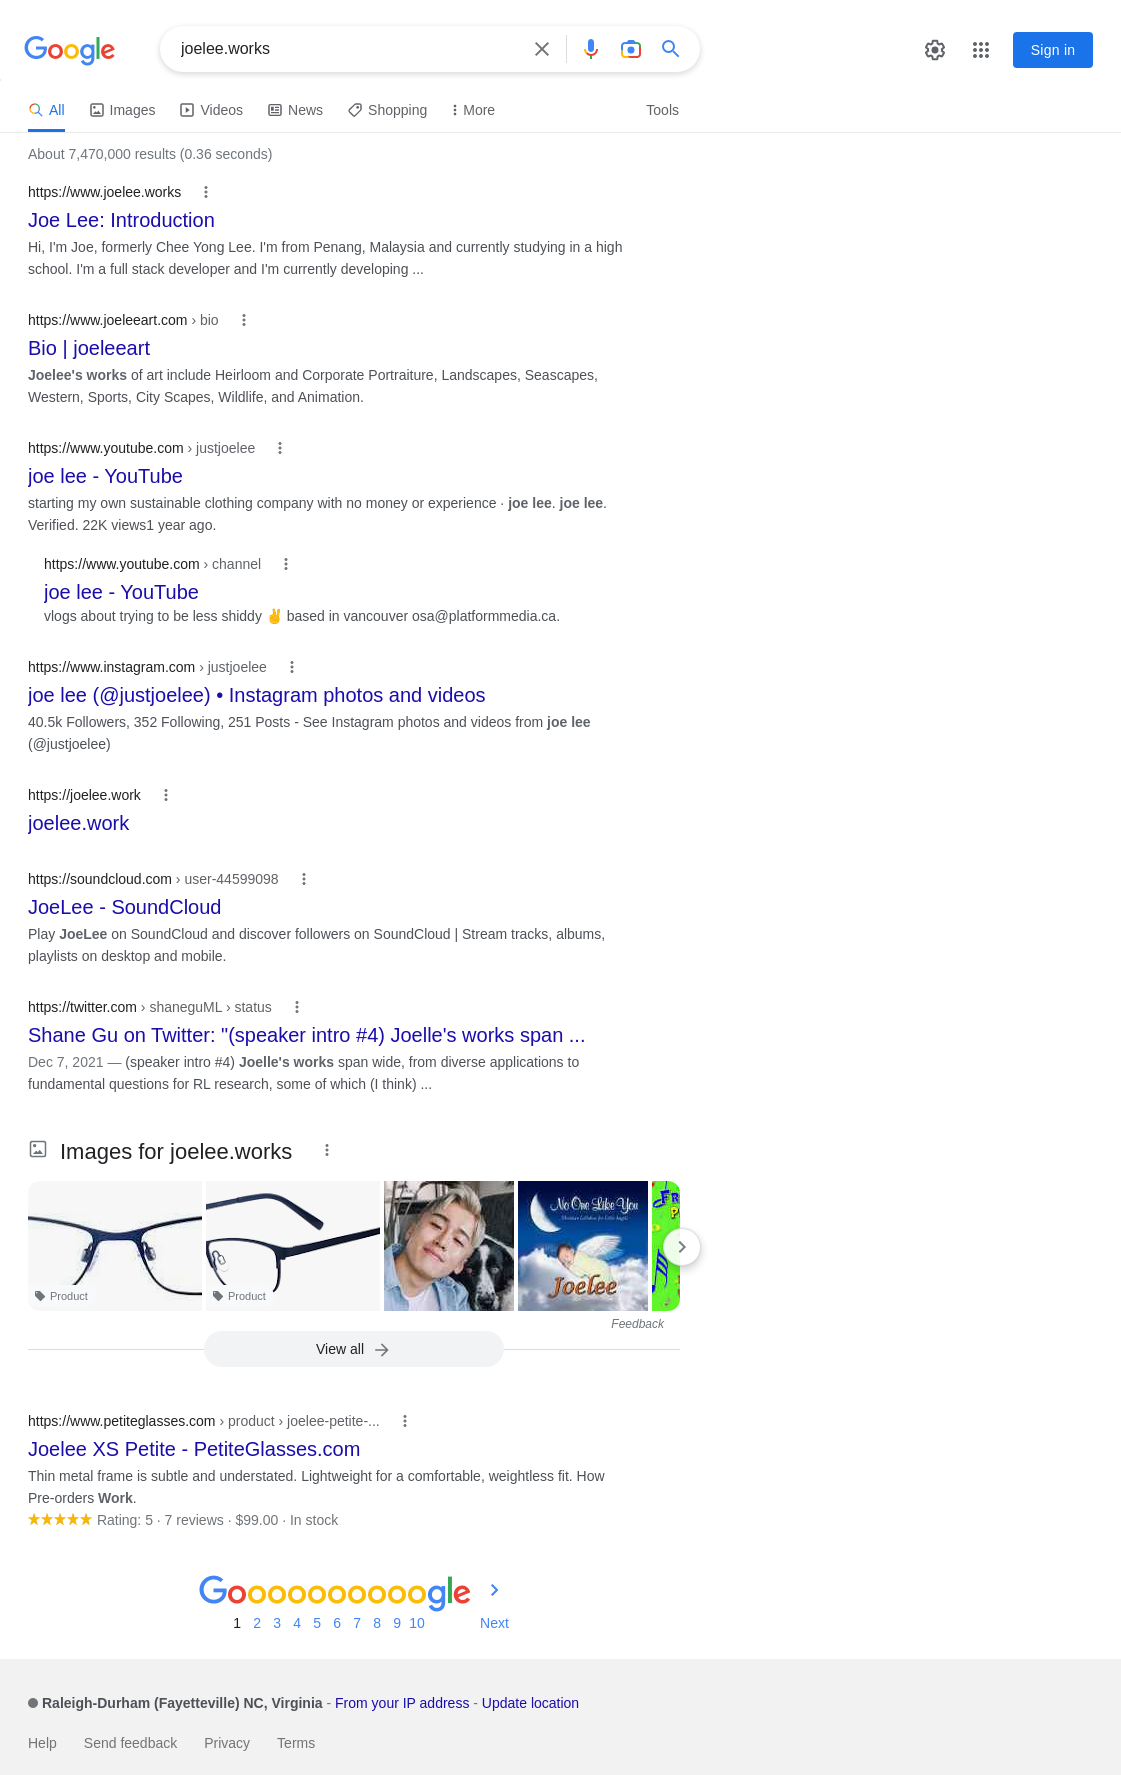 Google
joelee.works
Sign in
All
Images
Videos
News
Shopping
More
Tools
About 7,470,000 results (0.36 seconds)
https://www.joelee.works
Joe Lee: Introduction
Hi, I'm Joe, formerly Chee Yong Lee. I'm from Penang, Malaysia and currently studying in a high
school. I'm a full stack developer and I'm currently developing ...
https://www.joeleeart.com › bio
Bio | joeleeart
Joelee's works of art include Heirloom and Corporate Portraiture, Landscapes, Seascapes,
Western, Sports, City Scapes, Wildlife, and Animation.
https://www.youtube.com › justjoelee
joe lee - YouTube
starting my own sustainable clothing company with no money or experience · joe lee. joe lee.
Verified. 22K views1 year ago.
https://www.youtube.com › channel
joe lee - YouTube
vlogs about trying to be less shiddy ✌ based in vancouver osa@platformmedia.ca.
https://www.instagram.com › justjoelee
joe lee (@justjoelee) • Instagram photos and videos
40.5k Followers, 352 Following, 251 Posts - See Instagram photos and videos from joe lee
(@justjoelee)
https://joelee.work
joelee.work
https://soundcloud.com › user-44599098
JoeLee - SoundCloud
Play JoeLee on SoundCloud and discover followers on SoundCloud | Stream tracks, albums,
playlists on desktop and mobile.
https://twitter.com › shaneguML › status
Shane Gu on Twitter: "(speaker intro #4) Joelle's works span ...
Dec 7, 2021 — (speaker intro #4) Joelle's works span wide, from diverse applications to
fundamental questions for RL research, some of which (I think) ...
Images for joelee.works
No One Like You
Joelee
Product
Product
Feedback
View all
https://www.petiteglasses.com › product › joelee-petite-...
Joelee XS Petite - PetiteGlasses.com
Thin metal frame is subtle and understated. Lightweight for a comfortable, weightless fit. How
Pre-orders Work.
Rating: 5 · 7 reviews · $99.00 · In stock
Goooooooooogle
1 2 3 4 5 6 7 8 9 10 Next
Raleigh-Durham (Fayetteville) NC, Virginia - From your IP address - Update location
Help
Send feedback
Privacy
Terms